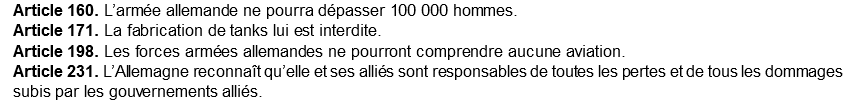 Article 160. L'armée allemande ne pourra dépasser 100 000 hommes.
Article 171. La fabrication de tanks lui est interdite.
Article 198. Les forces armées allemandes ne pourront comprendre aucune aviation.
Article 231. L'Allemagne reconnaît qu'elle et ses alliés sont responsables de toutes les pertes et de tous les dommages
subis par les gouvernements alliés.